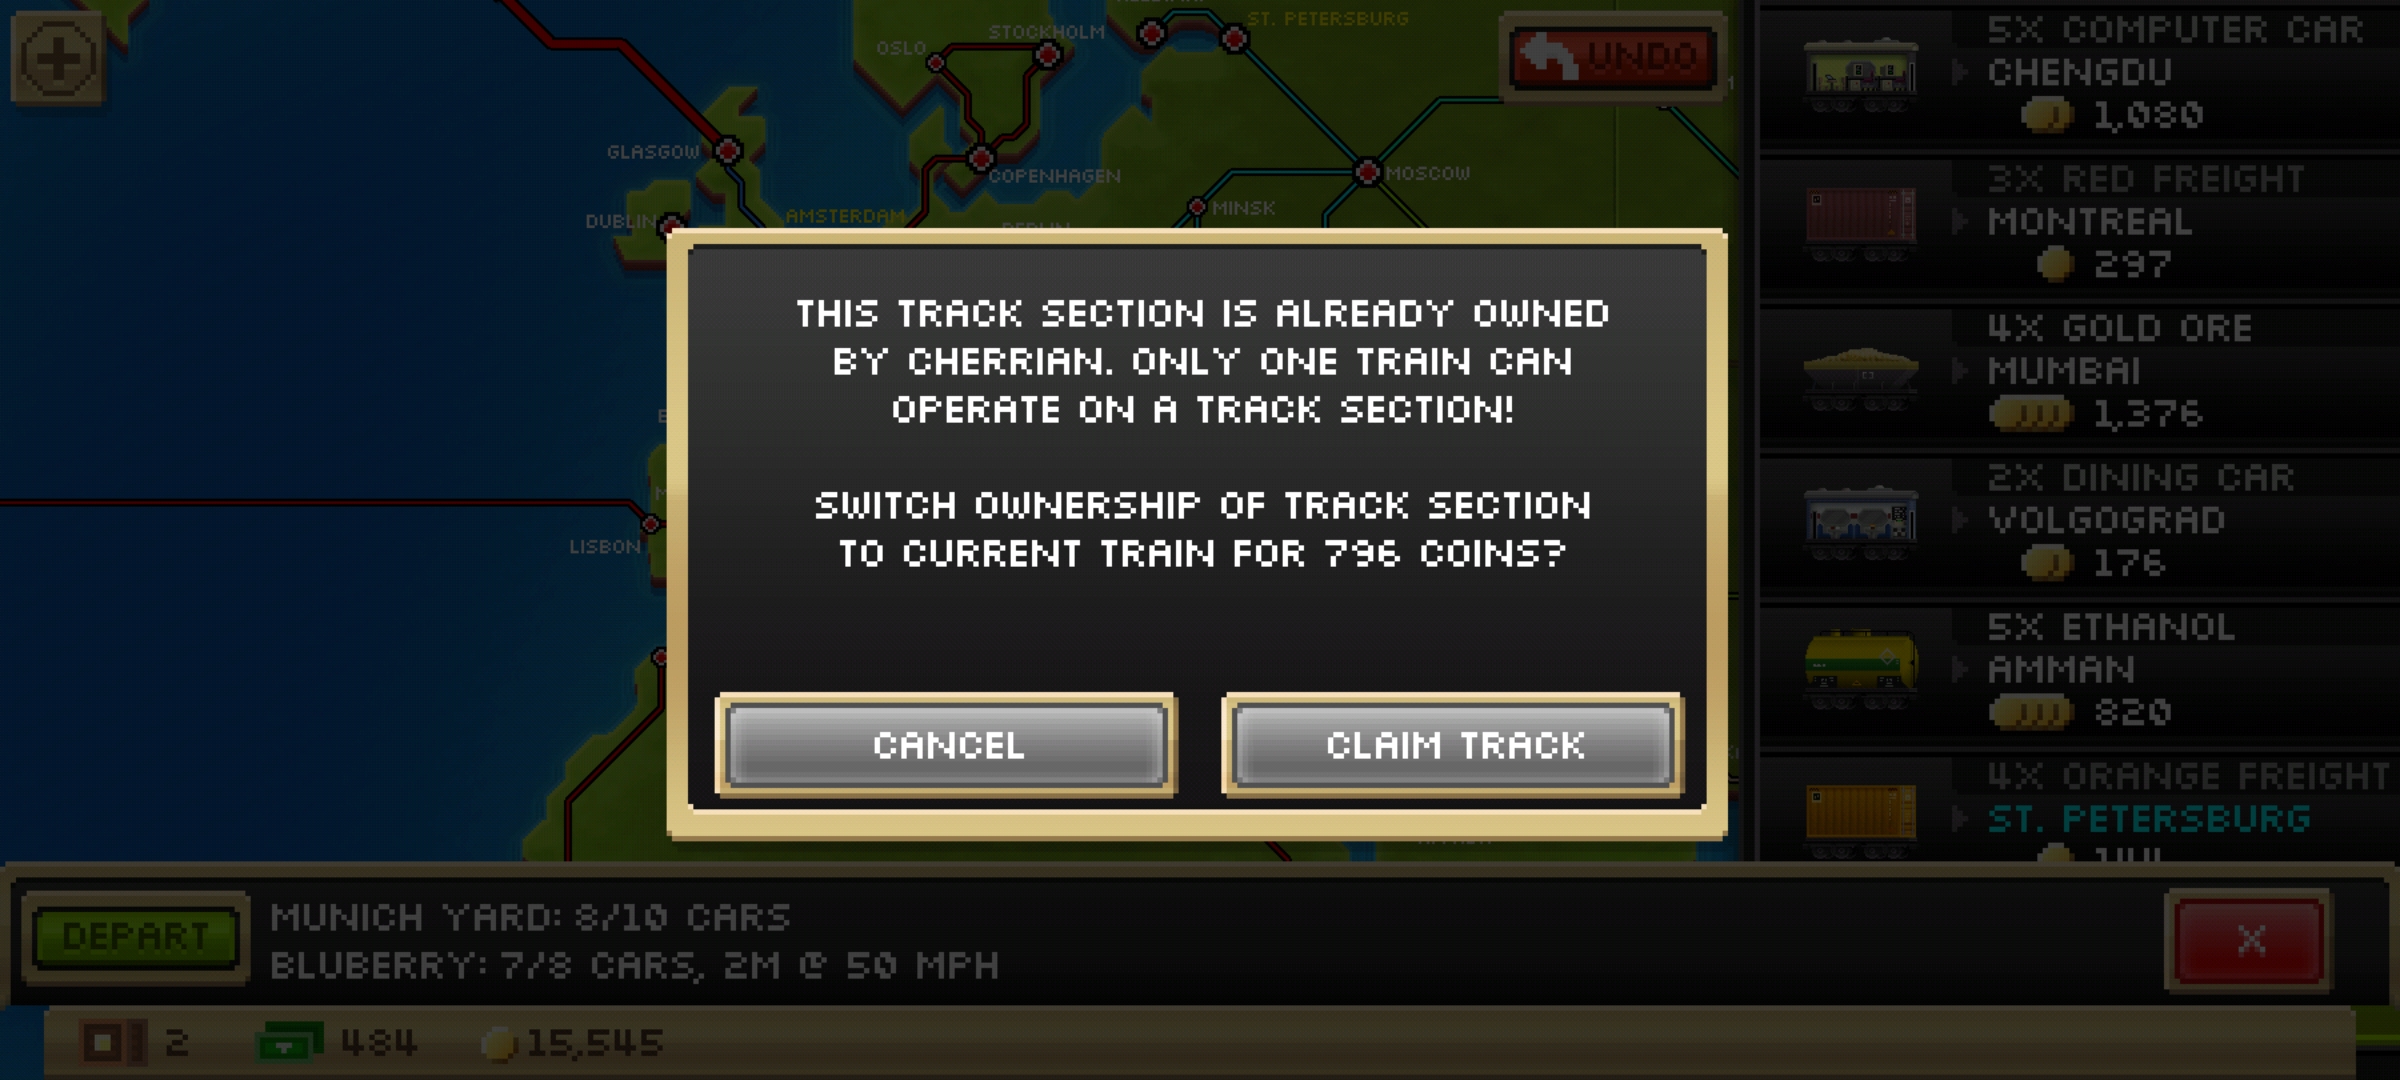 ST. PETERSBURG
STOCKHOLM
OSLO
UNDO
GLASGOW
COPENHAGEN
MOSCOW
DUBLIN
AMSTERDAM
MINSK
LISBON
THIS TRACK SECTION IS ALREADY OWNED
BY CHERRIAN. ONLY ONE TRAIN CAN
OPERATE ON A TRACK SECTION!
SWITCH OWNERSHIP OF TRACK SECTION
TO CURRENT TRAIN FOR 796 COINS?
CANCEL
CLAIM TRACK
5X COMPUTER CAR
CHENGDU
1,080
3X RED FREIGHT
MONTREAL
297
4X GOLD ORE
MUMBAI
1,376
2X DINING CAR
VOLGOGRAD
176
5X ETHANOL
AMMAN
820
4X ORANGE FREIGHT
ST. PETERSBURG
DEPART
MUNICH YARD: 8/10 CARS
BLUBERRY: 7/8 CARS, 2M @ 50 MPH
X
2
484
15,545